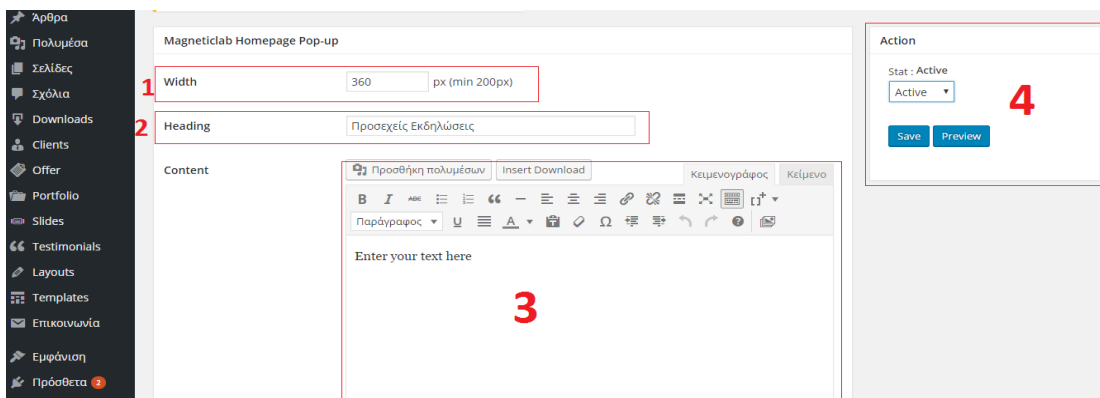 Άρθρα
Πολυμέσα
Σελίδες
Σχόλια
Downloads
Clients
Offer
Portfolio
Slides
Testimonials
Layouts
Templates
Επικοινωνία
Εμφάνιση
Πρόσθετα 2
Magneticlab Homepage Pop-up
1 Width 360 px (min 200px)
2 Heading Προσεχείς Εκδηλώσεις
Content Προσθήκη πολυμέσων Insert Download Κειμενογράφος Κείμενο
B I ABC
Παράγραφος U A Ω
Enter your text here
3
Action
Stat : Active
Active
4
Save Preview